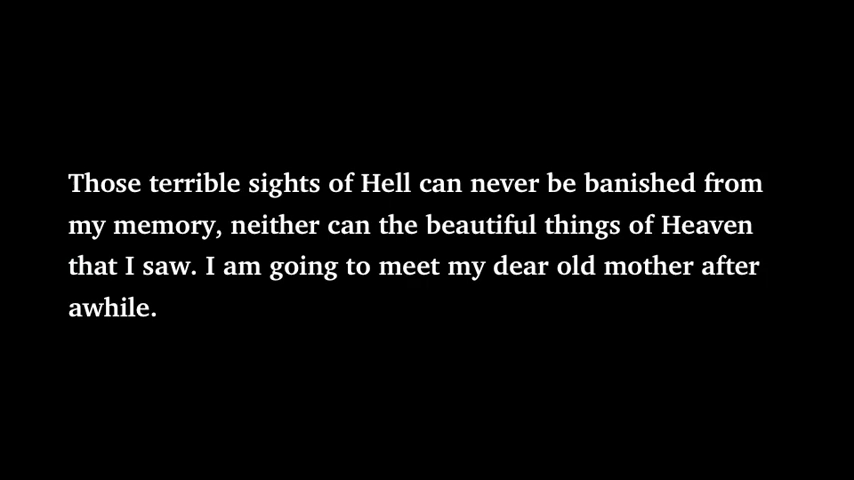 Those terrible sights of Hell can never be banished from
my memory, neither can the beautiful things of Heaven
that I saw. I am going to meet my dear old mother after
awhile.